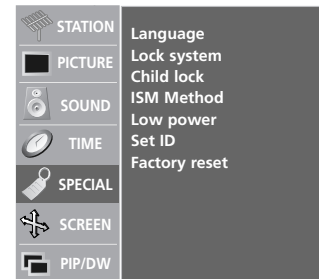 STATION
PICTURE
SOUND
TIME
SPECIAL
SCREEN
PIP/DW
Language
Lock system
Child lock
ISM Method
Low power
Set ID
Factory reset